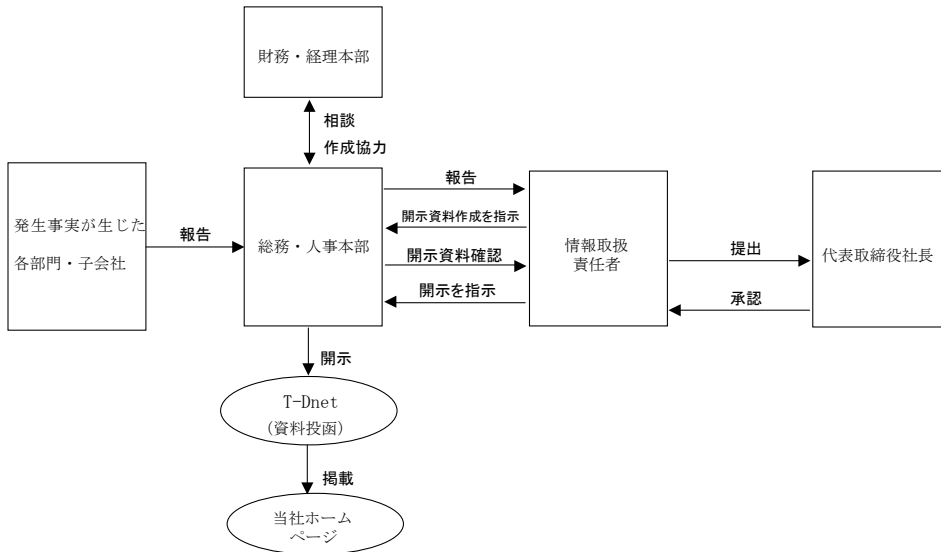 財務・経理本部
相談
作成協力
発生事実が生じた
各部門・子会社
報告
総務・人事本部
報告
開示資料作成を指示
開示資料確認
開示を指示
情報取扱
責任者
提出
承認
代表取締役社長
開示
T-Dnet
(資料投函)
掲載
当社ホーム
ページ